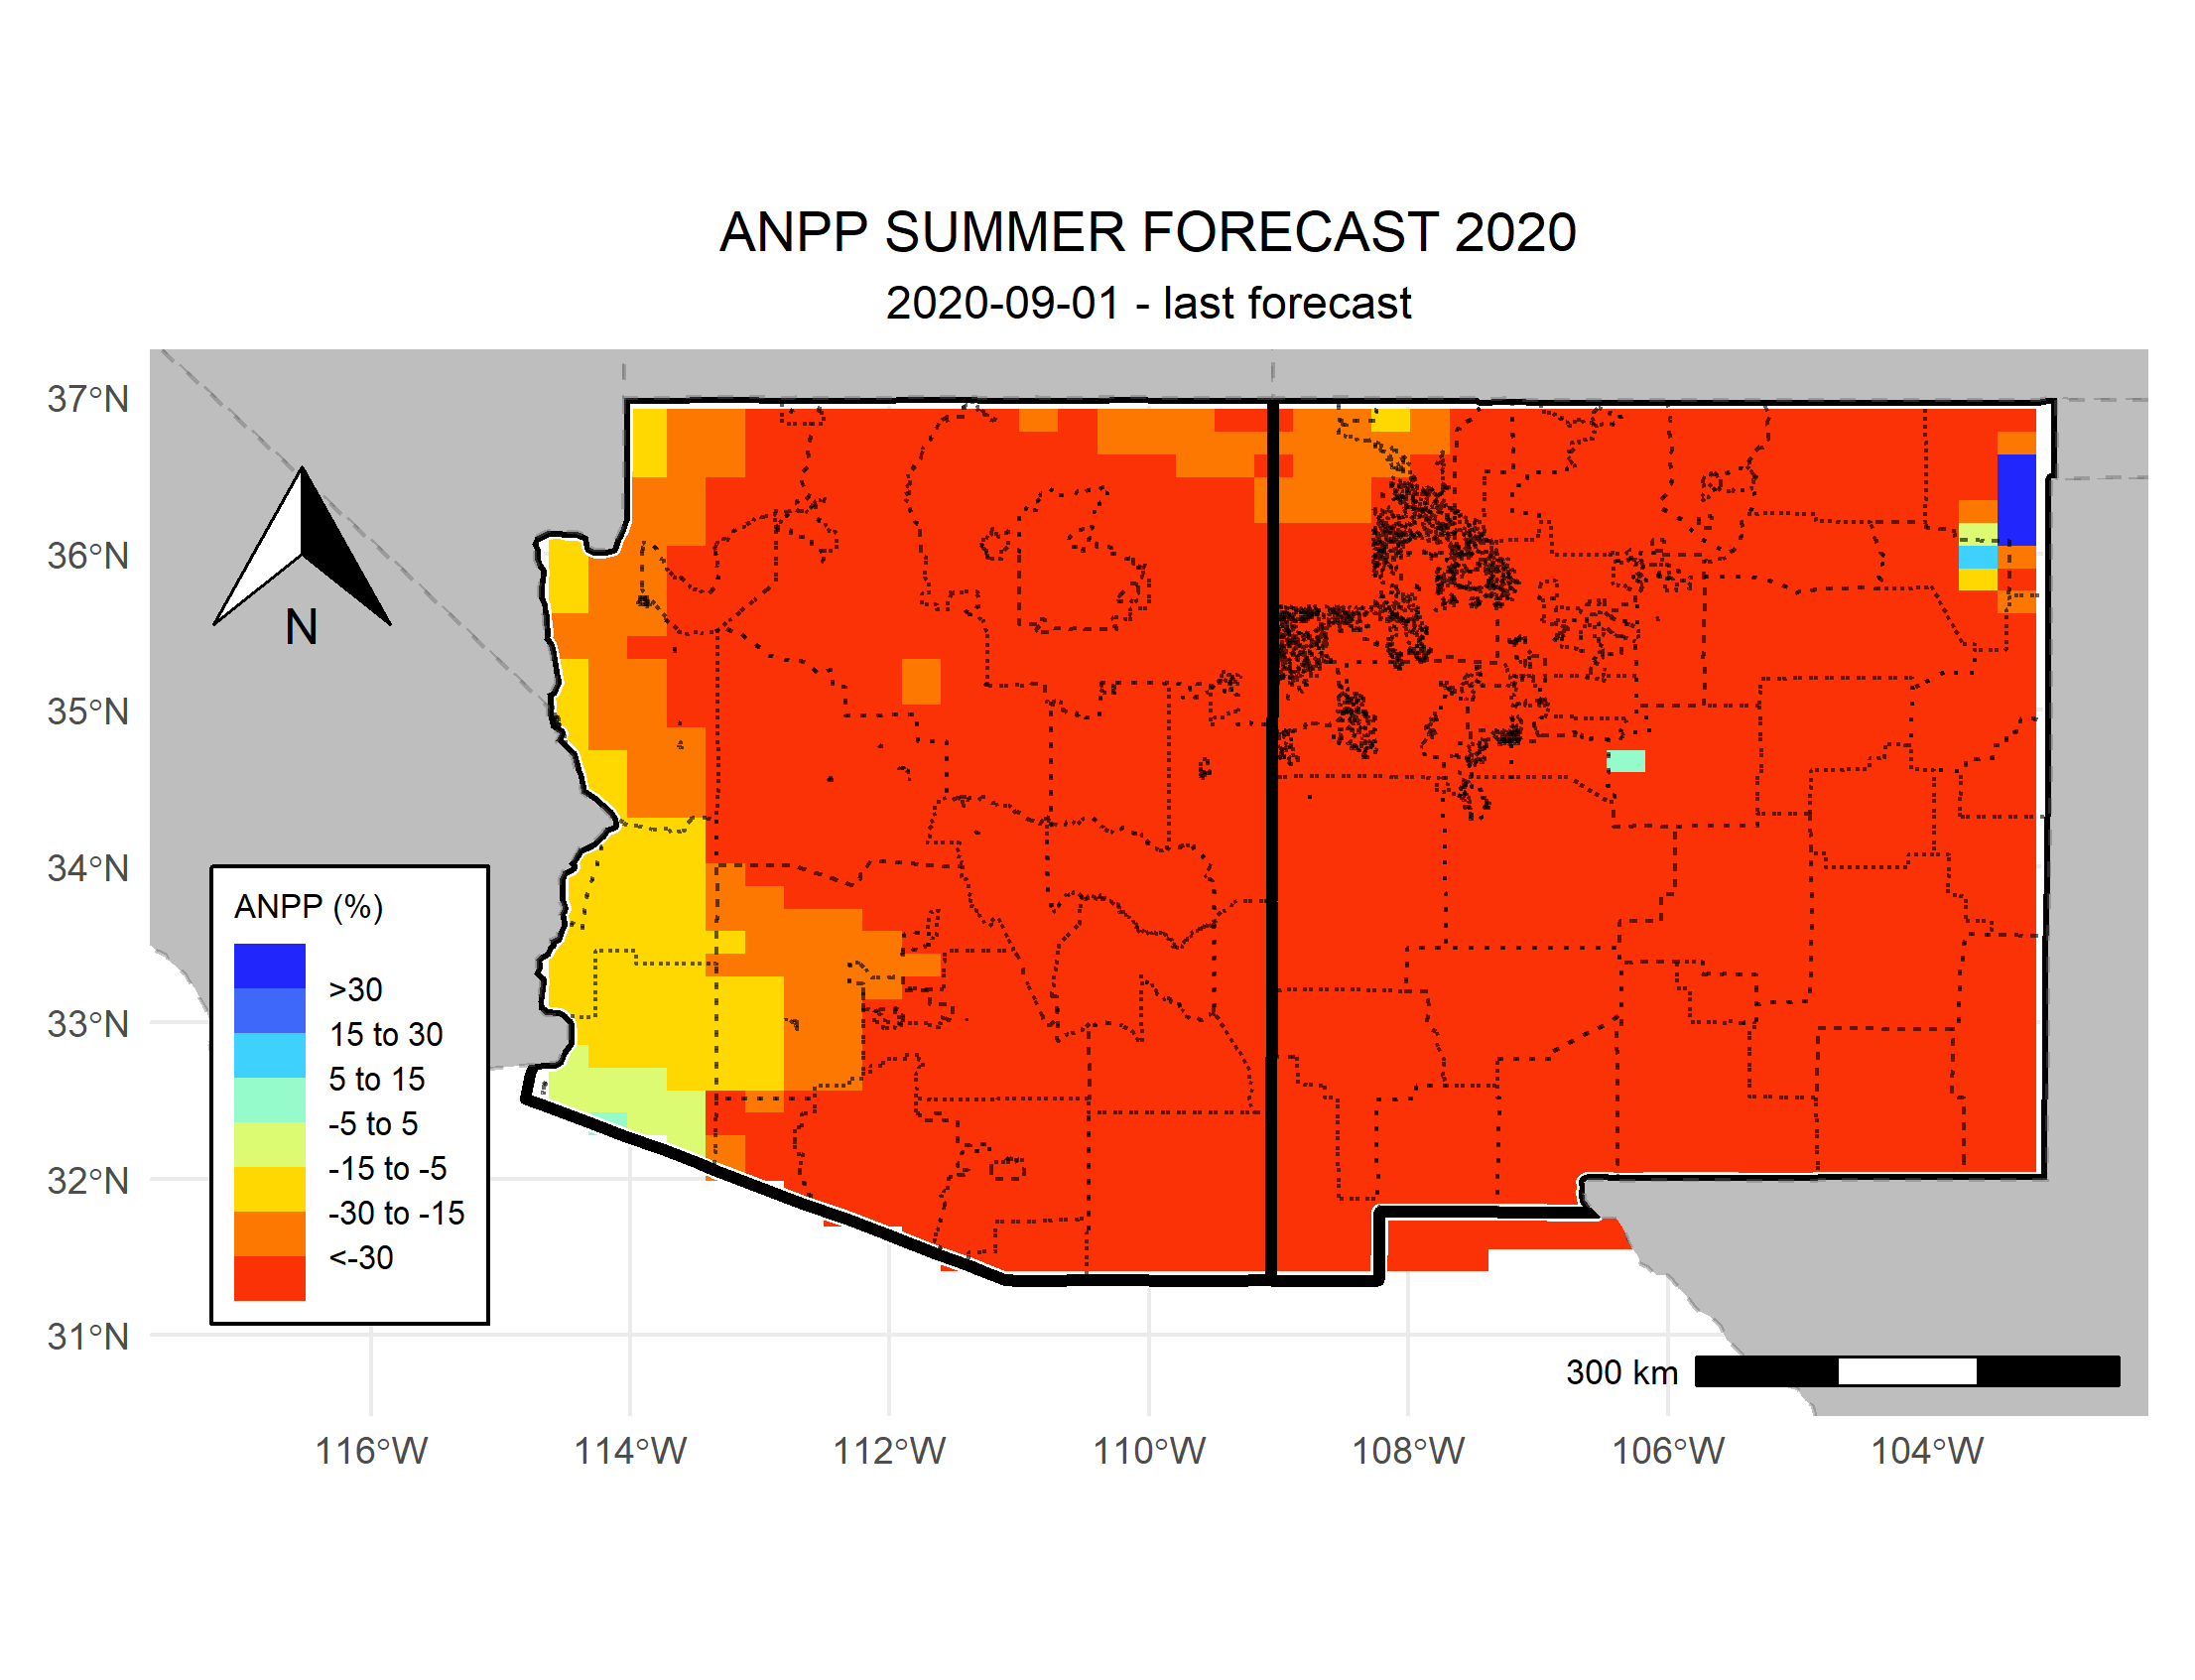 ANPP SUMMER FORECAST 2020
2020-09-01 - last forecast
37°N
36°N
35°N
34°N
33°N
32°N
31°N
N
ANPP (%)
>30
15 to 30
5 to 15
-5 to 5
-15 to -5
-30 to -15
<-30
300 km
116°W
114°W
112°W
110°W
108°W
106°W
104°W